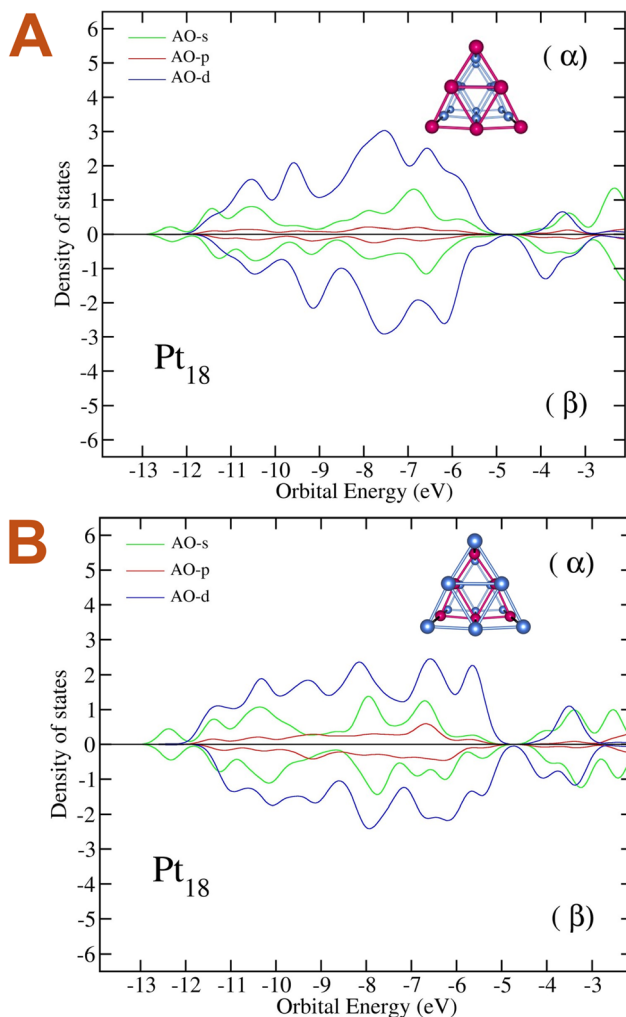 A
AO-s
AO-p
AO-d
( α)
6
5
4
3
2
1
0
-1
-2
-3
-4
-5
-6
Density of states
Pt18
( β)
-13 -12 -11 -10 -9 -8 -7 -6 -5 -4 -3 -2
Orbital Energy (eV)
B
AO-s
AO-p
AO-d
( α)
6
5
4
3
2
1
0
-1
-2
-3
-4
-5
-6
Density of states
Pt18
( β)
-13 -12 -11 -10 -9 -8 -7 -6 -5 -4 -3 -2
Orbital Energy (eV)